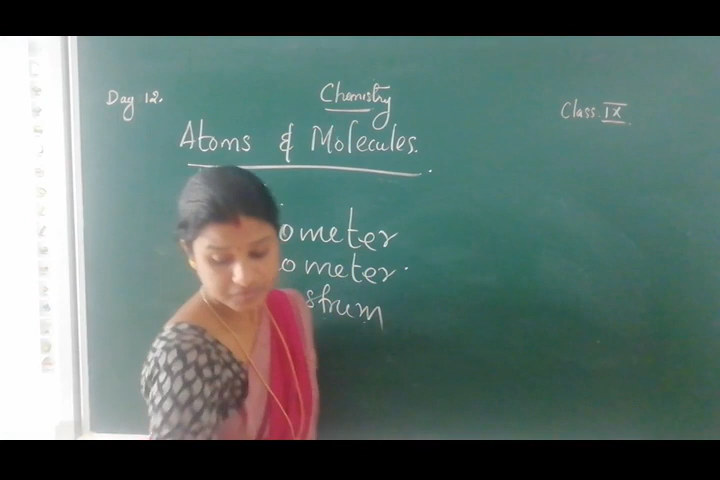 Day 12.
Chemistry
Class IX
Atoms & Molecules.
ometer
ometer.
strum